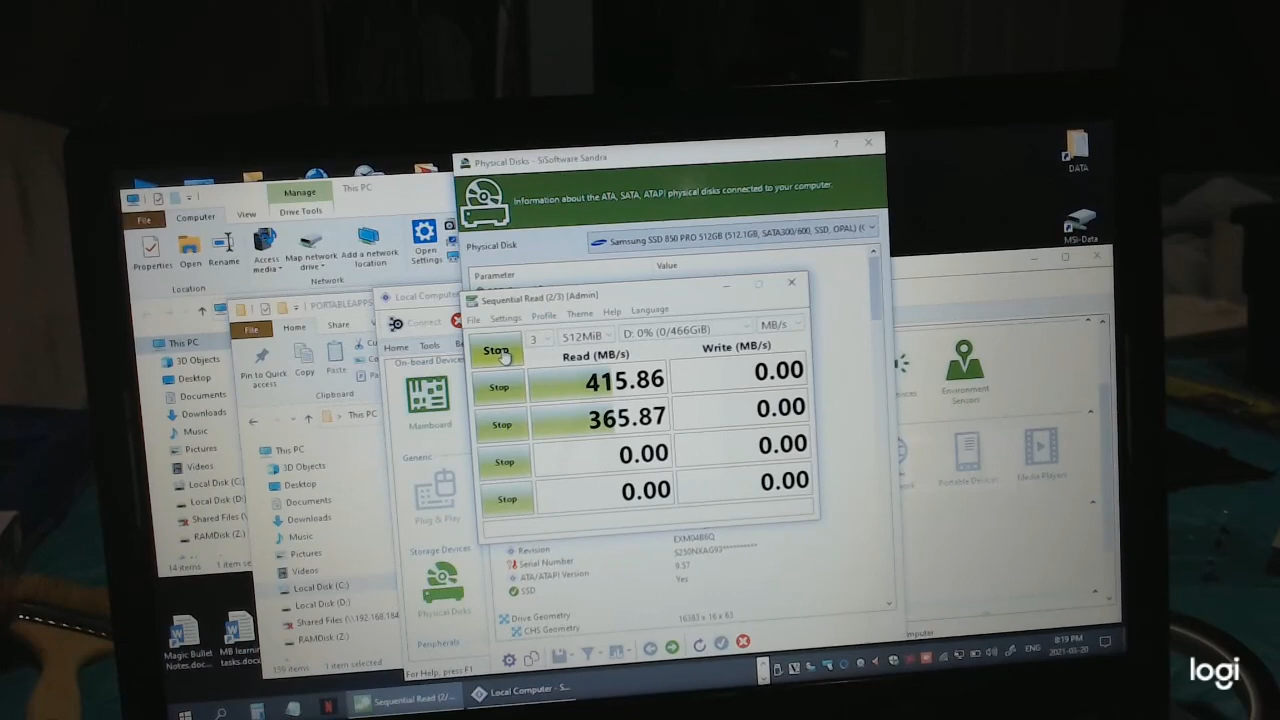 Physical Disks - SiSoftware Sandra
Information about the ATA, SATA, ATAPI physical disks connected to your computer.
Physical Disk
Samsung SSD 850 PRO 512GB (512.1GB, SATA300/600, SSD, OPAL) (
Parameter
Value
Manage
This PC
File
Computer
View
Drive Tools
Properties
Open
Rename
Access media
Map network drive
Add a network location
Open Settings
Location
Network
This PC
3D Objects
Desktop
Documents
Downloads
Music
Pictures
Videos
Local Disk (C:)
Local Disk (D:)
Shared Files (
RAMDisk (Z:)
14 items
PORTABLEAPPS
File
Home
Share
Pin to Quick access
Copy
Paste
Clipboard
This PC
This PC
3D Objects
Desktop
Documents
Downloads
Music
Pictures
Videos
Local Disk (C:)
Local Disk (D:)
Shared Files (\\192.168.184
RAMDisk (Z:)
159 items
1 item selected
Local Computer
Connect
Home
Tools
On-board Devices
Mainboard
Generic
Plug & Play
Storage Devices
Physical Disks
Peripherals
For Help, press F1
Sequential Read (2/3) [Admin]
File
Settings
Profile
Theme
Help
Language
Stop
3
512MiB
D: 0% (0/466GiB)
MB/s
Read (MB/s)
Write (MB/s)
Stop
415.86
0.00
Stop
365.87
0.00
Stop
0.00
0.00
Stop
0.00
0.00
Revision
Serial Number
ATA/ATAPI Version
9.37
SSD
Yes
Drive Geometry
CHS Geometry
16383 x 16 x 63
Environment Sensors
Media Players
DATA
MSI-Data
Magic Bullet Notes.doc...
MB learning tasks.docx
Sequential Read (2/...
Local Computer - S...
ENG
8:19 PM
2021-03-20
logi